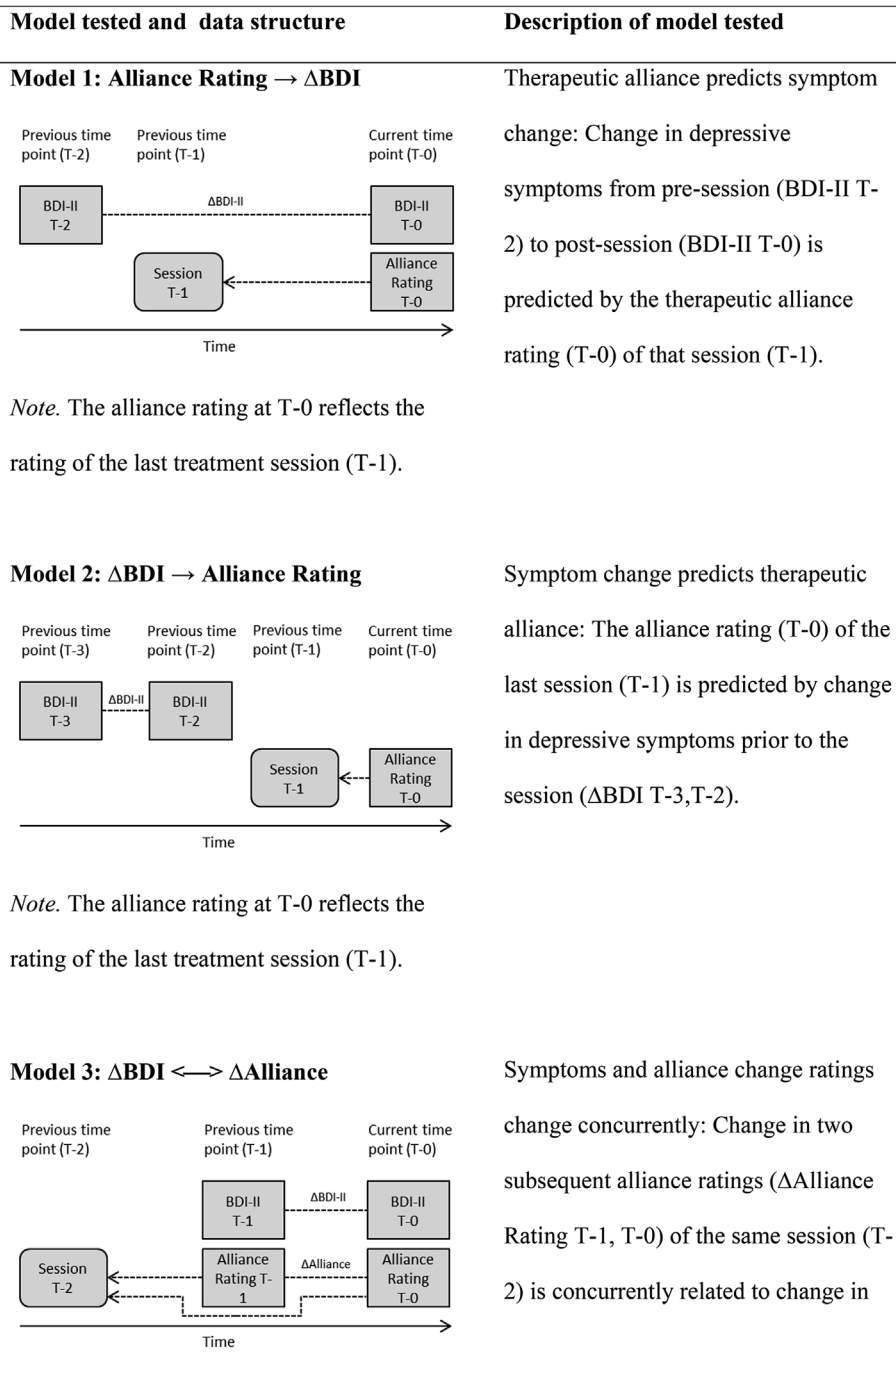 Model tested and data structure
Description of model tested
Model 1: Alliance Rating → ΔBDI
Previous time
point (T-2)
Previous time
point (T-1)
Current time
point (T-0)
BDI-II
T-2
ΔBDI-II
BDI-II
T-0
Session
T-1
Alliance
Rating
T-0
Time
Note. The alliance rating at T-0 reflects the
rating of the last treatment session (T-1).
Therapeutic alliance predicts symptom
change: Change in depressive
symptoms from pre-session (BDI-II T-
2) to post-session (BDI-II T-0) is
predicted by the therapeutic alliance
rating (T-0) of that session (T-1).
Model 2: ΔBDI → Alliance Rating
Previous time
point (T-3)
Previous time
point (T-2)
Previous time
point (T-1)
Current time
point (T-0)
BDI-II
T-3
ΔBDI-II
BDI-II
T-2
Session
T-1
Alliance
Rating
T-0
Time
Note. The alliance rating at T-0 reflects the
rating of the last treatment session (T-1).
Symptom change predicts therapeutic
alliance: The alliance rating (T-0) of the
last session (T-1) is predicted by change
in depressive symptoms prior to the
session (ΔBDI T-3,T-2).
Model 3: ΔBDI <—> ΔAlliance
Previous time
point (T-2)
Previous time
point (T-1)
Current time
point (T-0)
BDI-II
T-1
ΔBDI-II
BDI-II
T-0
Session
T-2
Alliance
Rating T-
1
ΔAlliance
Alliance
Rating
T-0
Time
Symptoms and alliance change ratings
change concurrently: Change in two
subsequent alliance ratings (ΔAlliance
Rating T-1, T-0) of the same session (T-
2) is concurrently related to change in